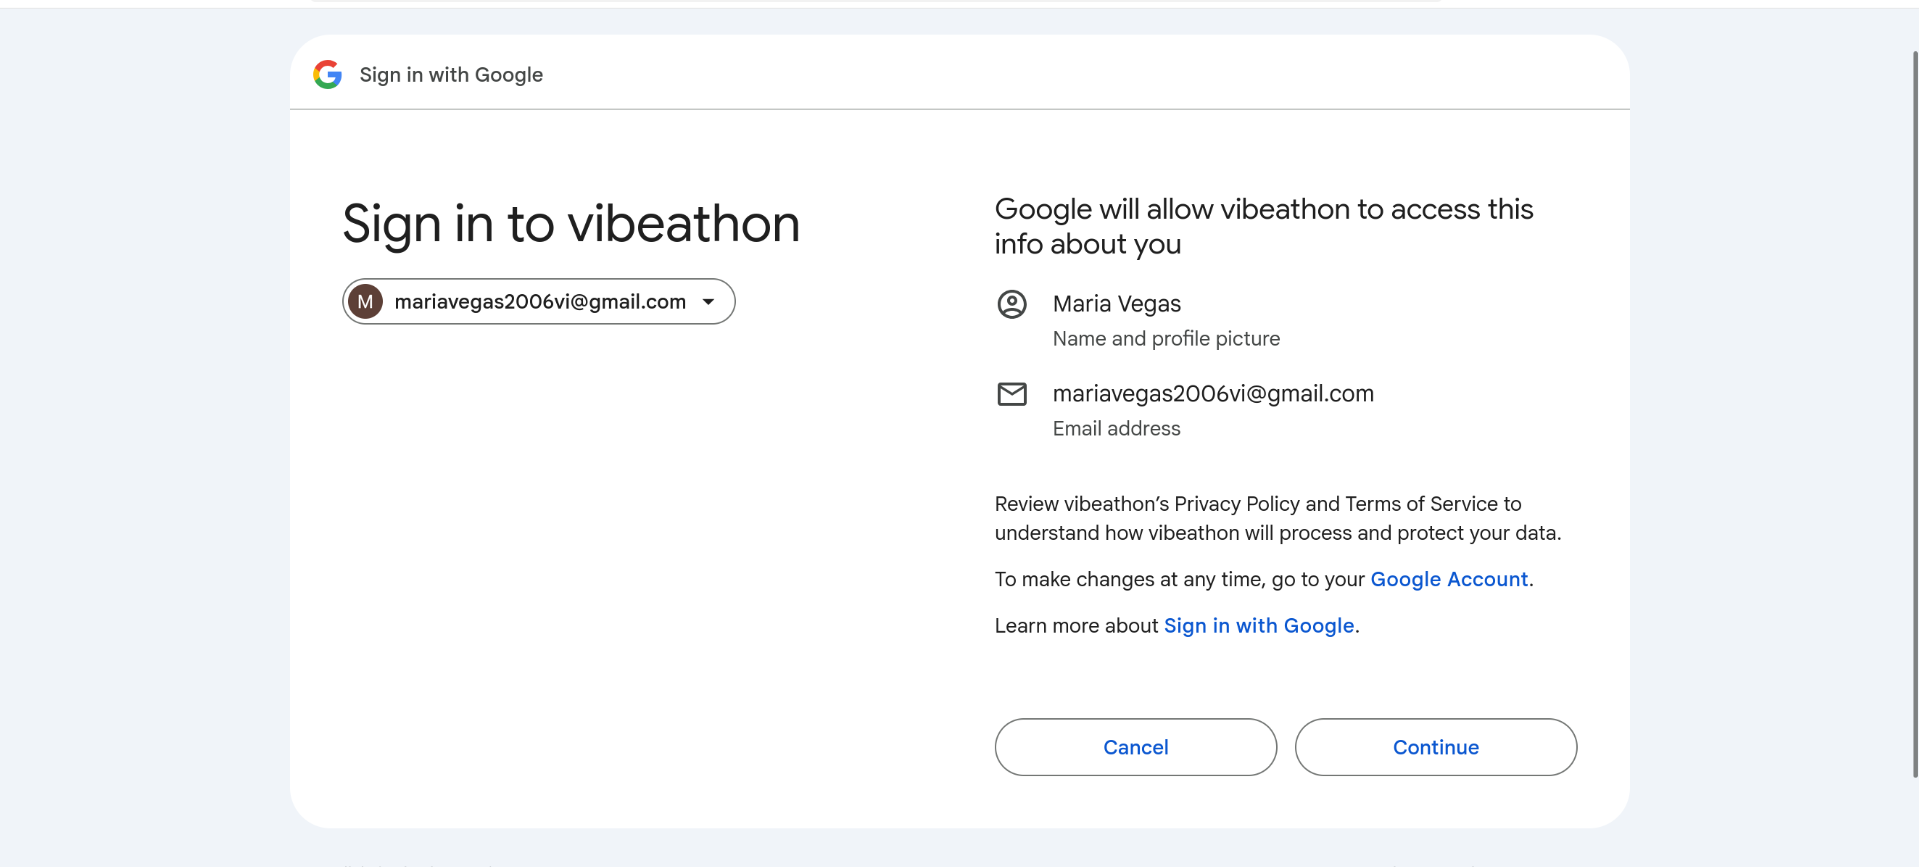 Sign in with Google
Sign in to vibeathon
M mariavegas2006vi@gmail.com
Google will allow vibeathon to access this
info about you
Maria Vegas
Name and profile picture
mariavegas2006vi@gmail.com
Email address
Review vibeathon’s Privacy Policy and Terms of Service to
understand how vibeathon will process and protect your data.
To make changes at any time, go to your Google Account.
Learn more about Sign in with Google.
Cancel
Continue